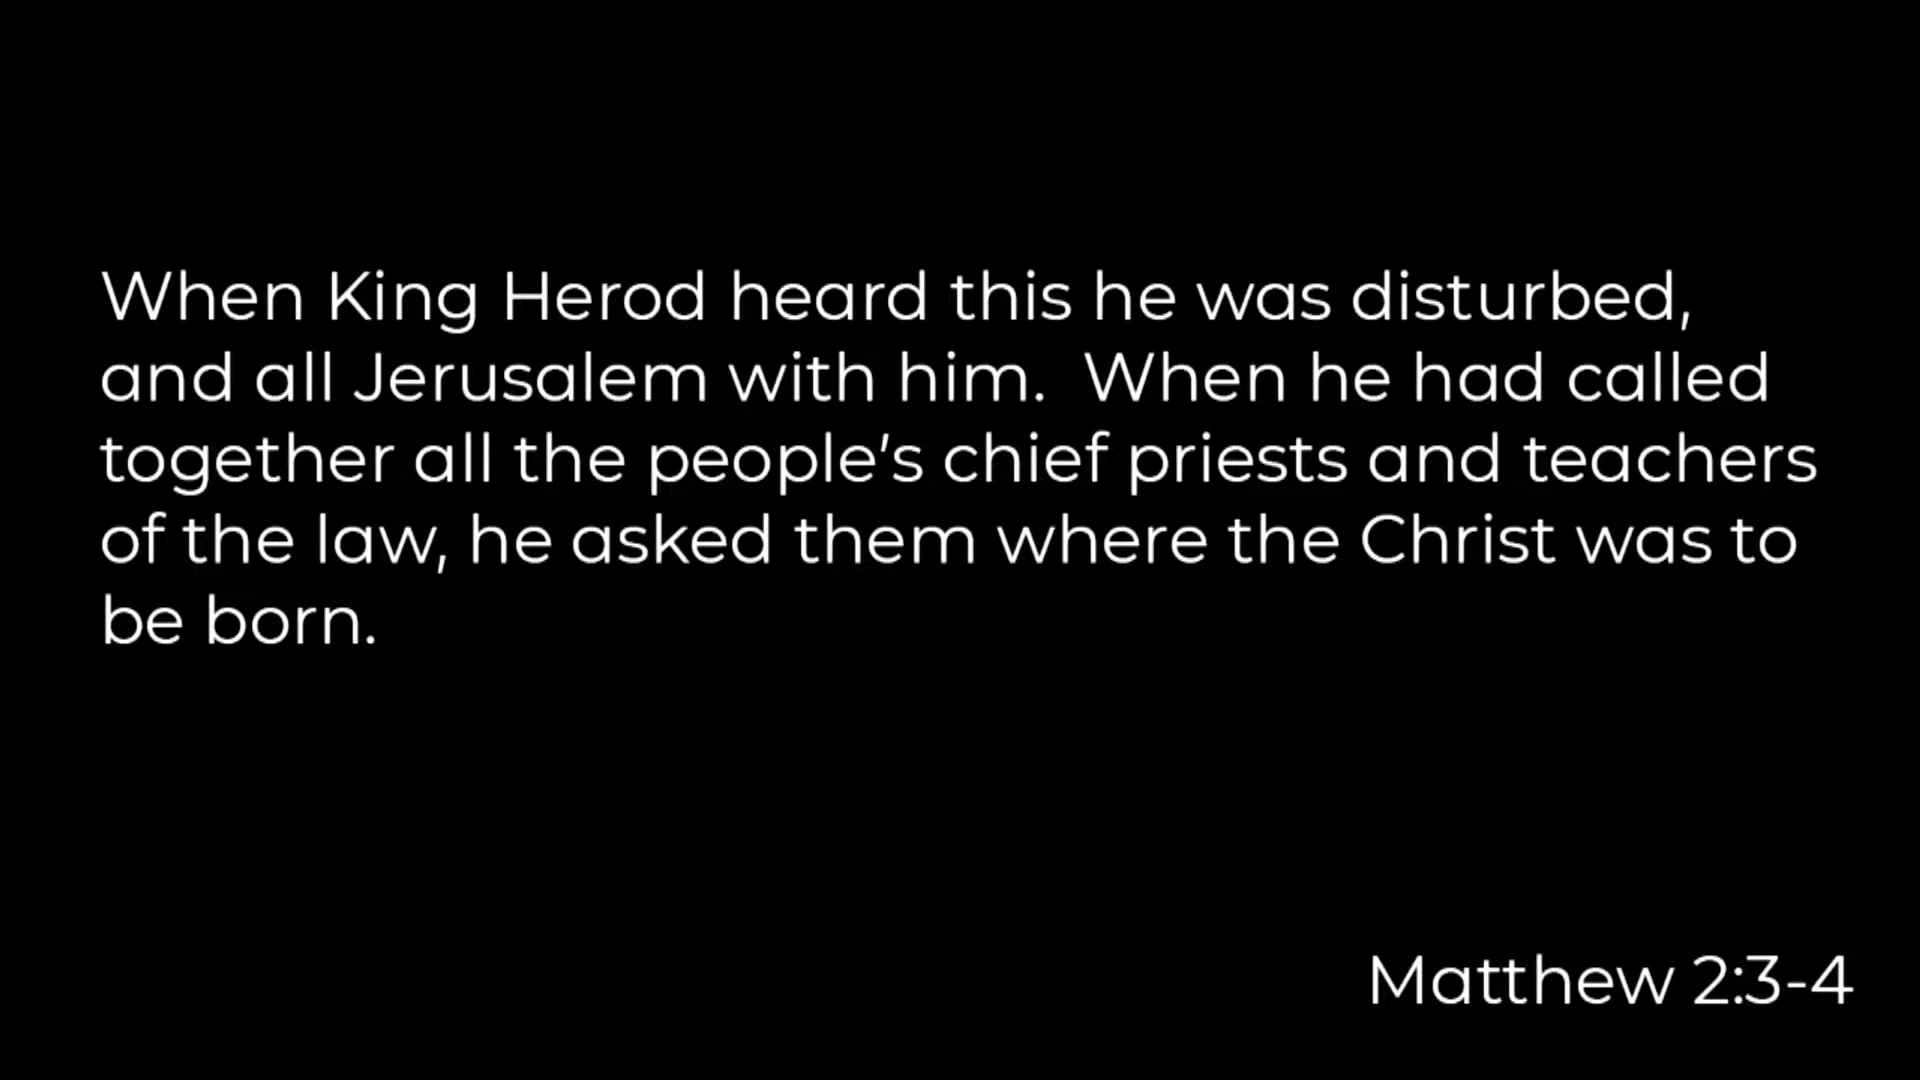 When King Herod heard this he was disturbed,
and all Jerusalem with him.  When he had called
together all the people's chief priests and teachers
of the law, he asked them where the Christ was to
be born.
Matthew 2:3-4